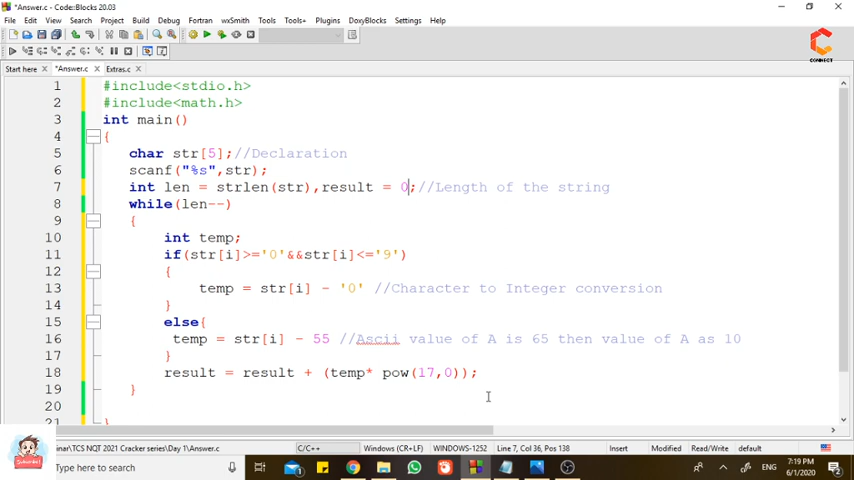 *Answer.c - Code::Blocks 20.03
File Edit View Search Project Build Debug Fortran wxSmith Tools Tools+ Plugins DoxyBlocks Settings Help
CONNECT
Start here *Answer.c Extras.c
1 #include<stdio.h>
2 #include<math.h>
3 int main()
4 {
5 char str[5];//Declaration
6 scanf("%s",str);
7 int len = strlen(str),result = 0;//Length of the string
8 while(len--)
9 {
10 int temp;
11 if(str[i]>='0'&&str[i]<='9')
12 {
13 temp = str[i] - '0' //Character to Integer conversion
14 }
15 else{
16 temp = str[i] - 55 //Ascii value of A is 65 then value of A as 10
17 }
18 result = result + (temp* pow(17,0));
19 }
20
21 }
inar\TCS NQT 2021 Cracker series\Day 1\Answer.c C/C++ Windows (CR+LF) WINDOWS-1252 Line 7, Col 36, Pos 138 Insert Modified Read/Write default
Subscribe!
Type here to search
ENG
7:19 PM
6/1/2020
2